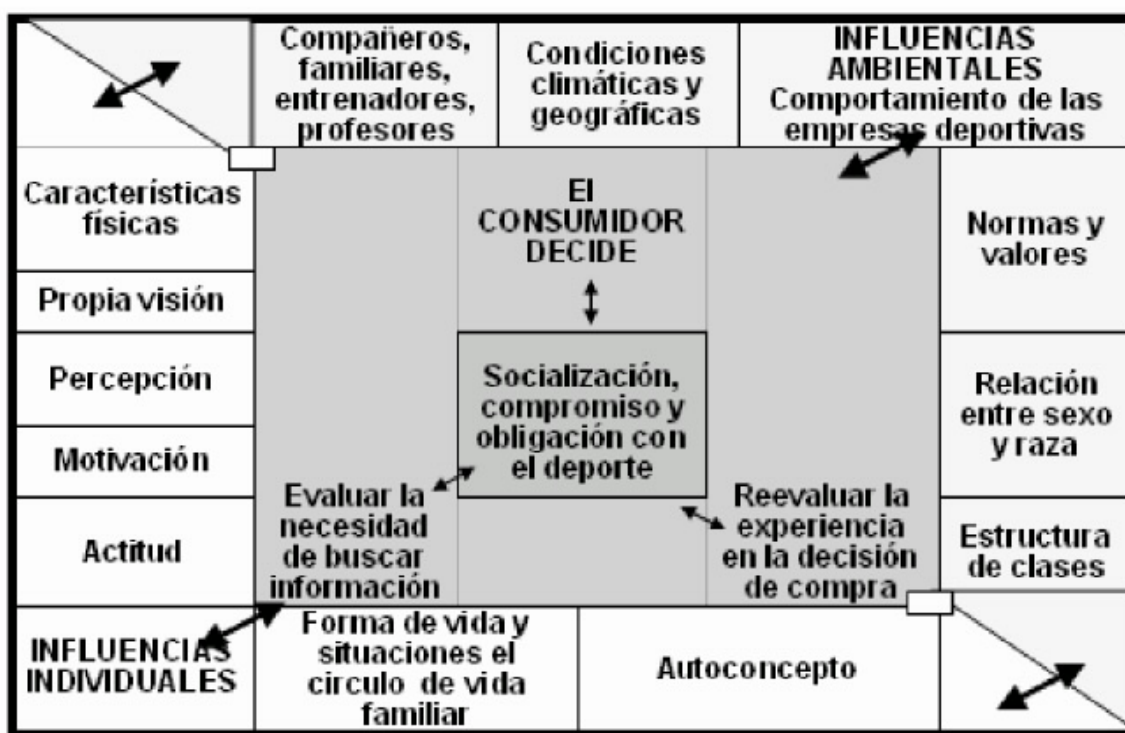 Compañeros,
familiares,
entrenadores,
profesores
Condiciones
climáticas y
geográficas
INFLUENCIAS
AMBIENTALES
Comportamiento de las
empresas deportivas
Características
físicas
Propia visión
Percepción
Motivación
Actitud
INFLUENCIAS
INDIVIDUALES
El
CONSUMIDOR
DECIDE
Socialización,
compromiso y
obligación con
el deporte
Evaluar la
necesidad
de buscar
información
Reevaluar la
experiencia
en la decisión
de compra
Normas y
valores
Relación
entre sexo
y raza
Estructura
de clases
Forma de vida y
situaciones el
circulo de vida
familiar
Autoconcepto